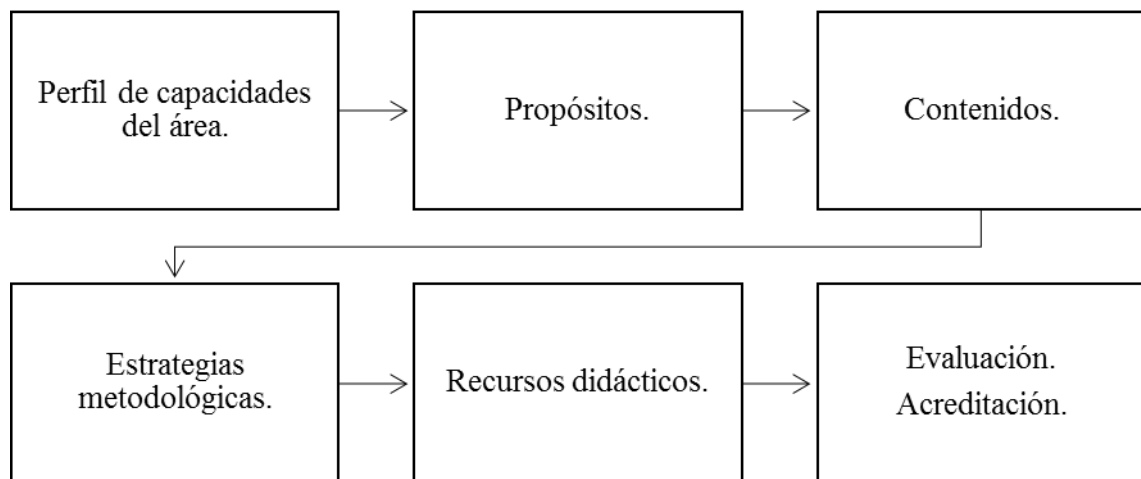 Perfil de capacidades
del área.
Propósitos.
Contenidos.
Estrategias
metodológicas.
Recursos didácticos.
Evaluación.
Acreditación.